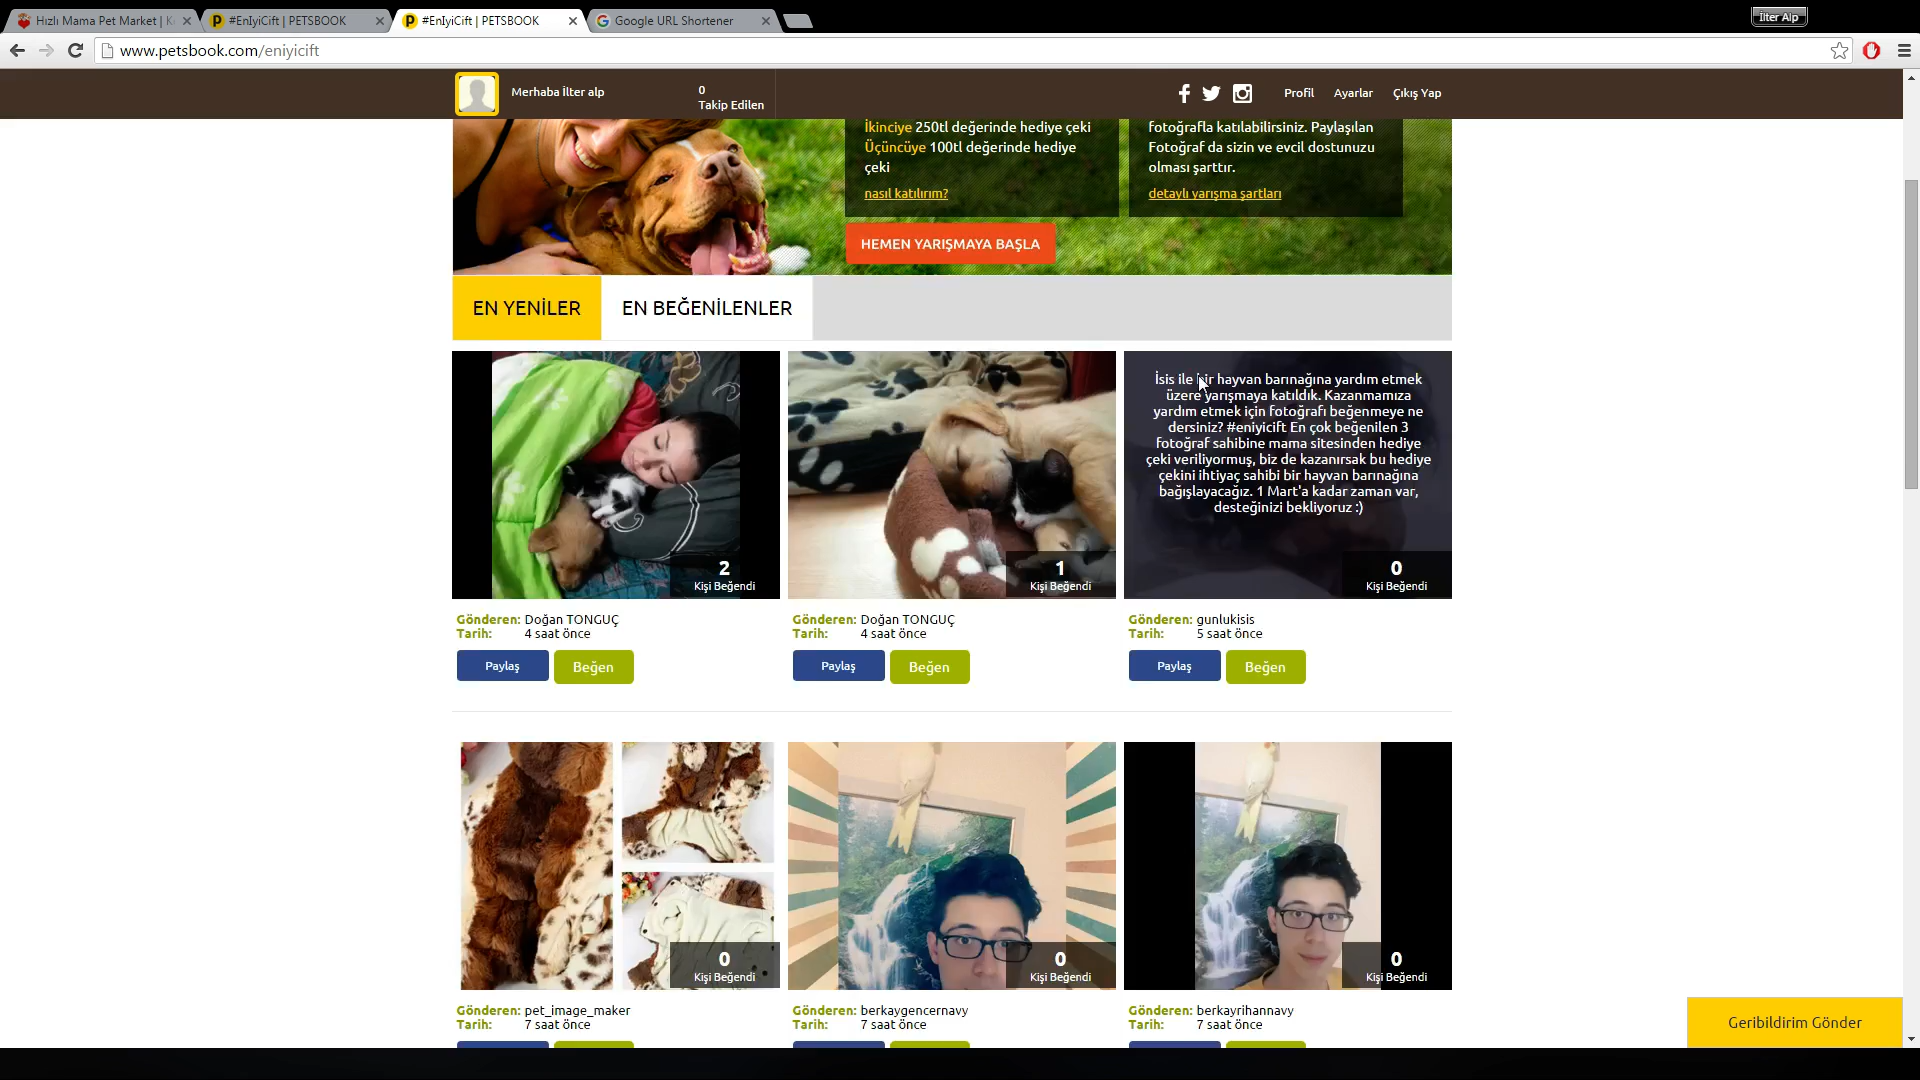 Hızlı Mama Pet Market | K
#EnIyiCift | PETSBOOK
#EnIyiCift | PETSBOOK
Google URL Shortener
İlter Alp
www.petsbook.com/eniyicift
Merhaba İlter alp
0
Takip Edilen
Profil
Ayarlar
Çıkış Yap
İkinciye 250tl değerinde hediye çeki
Üçüncüye 100tl değerinde hediye
çeki
nasıl katılırım?
fotoğrafla katılabilirsiniz. Paylaşılan
Fotoğraf da sizin ve evcil dostunuzu
olması şarttır.
detaylı yarışma şartları
HEMEN YARIŞMAYA BAŞLA
EN YENİLER
EN BEĞENİLENLER
2
Kişi Beğendi
1
Kişi Beğendi
İsis ile bir hayvan barınağına yardım etmek
üzere yarışmaya katıldık. Kazanmamıza
yardım etmek için fotoğrafı beğenmeye ne
dersiniz? #eniyicift En çok beğenilen 3
fotoğraf sahibine mama sitesinden hediye
çeki veriliyormuş, biz de kazanırsak bu hediye
çekini ihtiyaç sahibi bir hayvan barınağına
bağışlayacağız. 1 Mart'a kadar zaman var,
desteğinizi bekliyoruz :)
0
Kişi Beğendi
Gönderen: Doğan TONGUÇ
Tarih: 4 saat önce
Paylaş
Beğen
Gönderen: Doğan TONGUÇ
Tarih: 4 saat önce
Paylaş
Beğen
Gönderen: gunlukisis
Tarih: 5 saat önce
Paylaş
Beğen
0
Kişi Beğendi
0
Kişi Beğendi
0
Kişi Beğendi
Gönderen: pet_image_maker
Tarih: 7 saat önce
Gönderen: berkaygencernavy
Tarih: 7 saat önce
Gönderen: berkayrihannavy
Tarih: 7 saat önce
Geribildirim Gönder